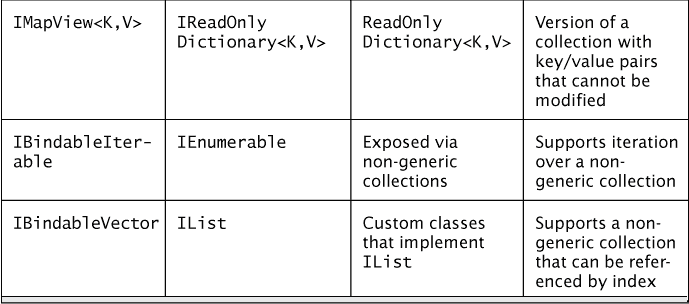 IMapView<K,V>
IReadOnly
Dictionary<K,V>
ReadOnly
Dictionary<K,V>
Version of a
collection with
key/value pairs
that cannot be
modified
IBindableIter-
able
IEnumerable
Exposed via
non-generic
collections
Supports iteration
over a non-
generic collection
IBindableVector
IList
Custom classes
that implement
IList
Supports a non-
generic collection
that can be refer-
enced by index